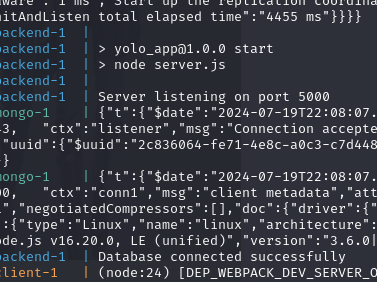 ware":"1 ms","Start up the replication coordina
nitAndListen total elapsed time":"4455 ms"}}}}
backend-1 |
backend-1 | > yolo_app@1.0.0 start
backend-1 | > node server.js
backend-1 |
backend-1 | Server listening on port 5000
mongo-1 | {"t":{"$date":"2024-07-19T22:08:07.
43, "ctx":"listener","msg":"Connection accepte
"uuid":{"$uuid":"2c836064-fe71-4e8c-a0c3-c7d448
}
mongo-1 | {"t":{"$date":"2024-07-19T22:08:07.
00, "ctx":"conn1","msg":"client metadata","att
","negotiatedCompressors":[],"doc":{"driver":{"
:{"type":"Linux","name":"linux","architecture":
ode.js v16.20.0, LE (unified)","version":"3.6.0|
backend-1 | Database connected successfully
client-1 | (node:24) [DEP_WEBPACK_DEV_SERVER_O